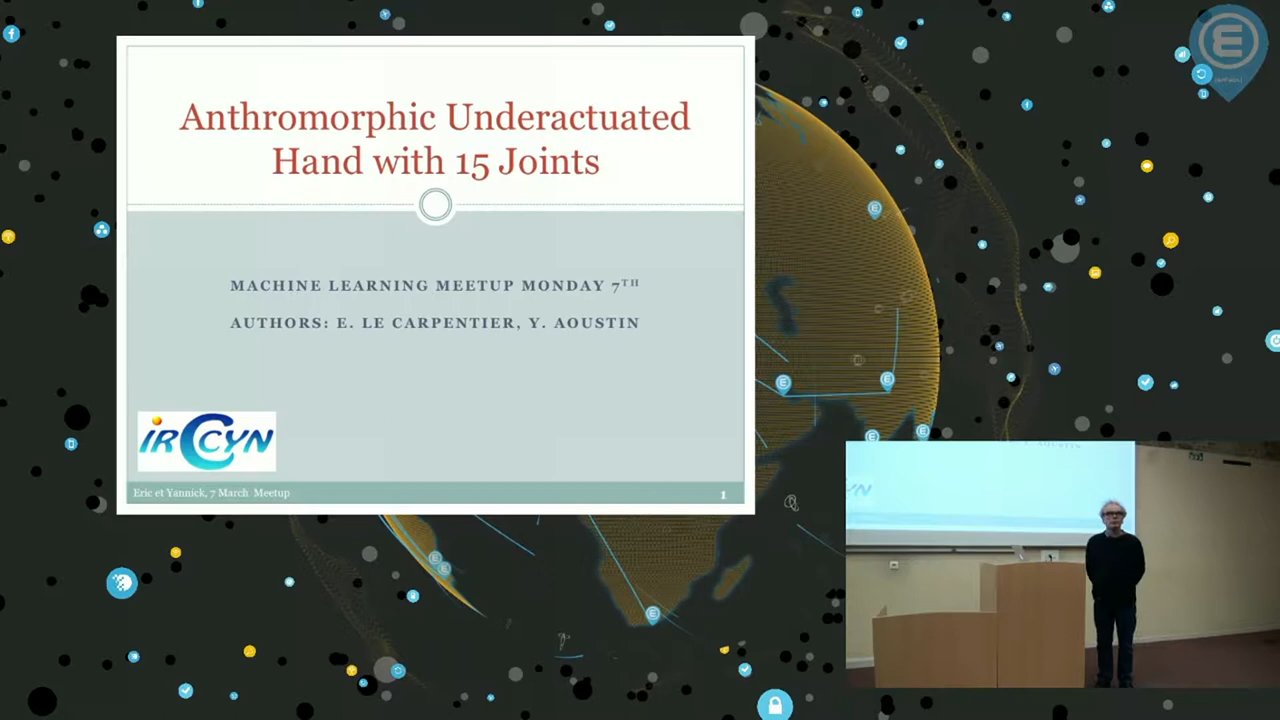 Anthromorphic Underactuated
Hand with 15 Joints
MACHINE LEARNING MEETUP MONDAY 7TH
AUTHORS: E. LE CARPENTIER, Y. AOUSTIN
IRCCYN
Eric et Yannick, 7 March Meetup
1